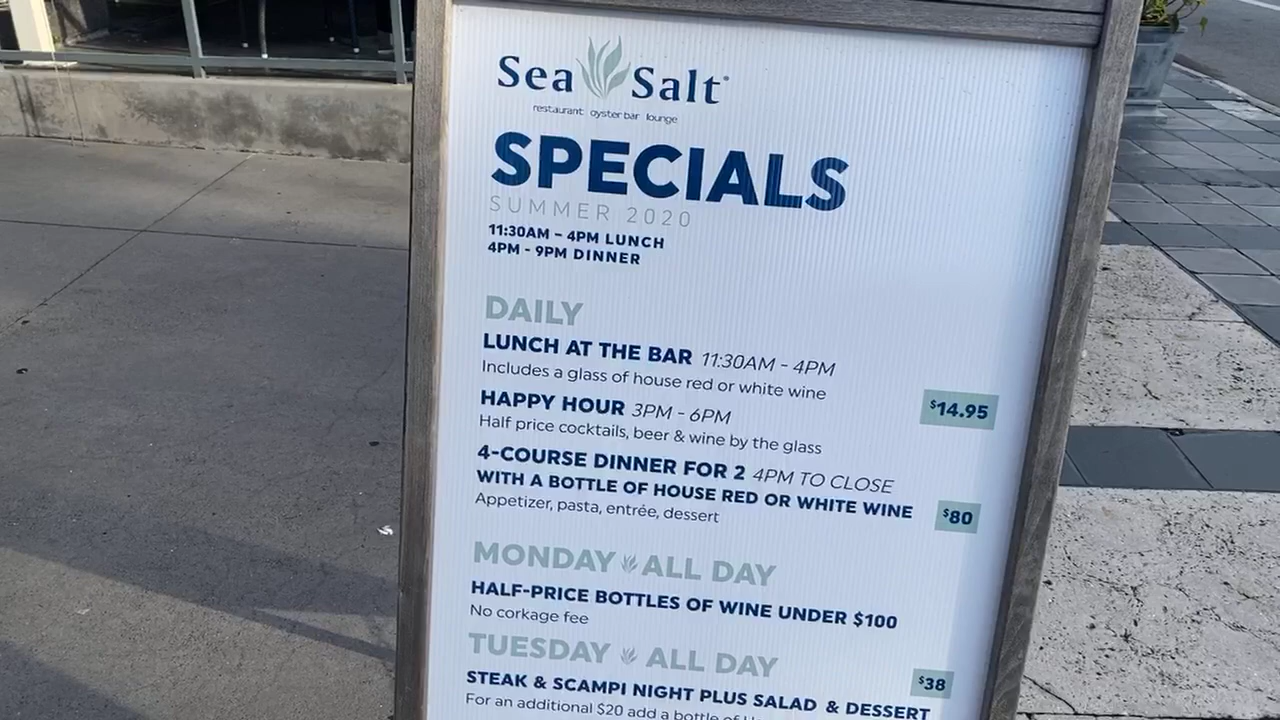 Sea Salt
restaurant oyster bar lounge
SPECIALS
SUMMER 2020
11:30AM – 4PM LUNCH
4PM - 9PM DINNER
DAILY
LUNCH AT THE BAR 11:30AM - 4PM
Includes a glass of house red or white wine
$14.95
HAPPY HOUR 3PM - 6PM
Half price cocktails, beer & wine by the glass
4-COURSE DINNER FOR 2 4PM TO CLOSE
WITH A BOTTLE OF HOUSE RED OR WHITE WINE
$80
Appetizer, pasta, entrée, dessert
MONDAY ALL DAY
HALF-PRICE BOTTLES OF WINE UNDER $100
No corkage fee
TUESDAY ALL DAY
$38
STEAK & SCAMPI NIGHT PLUS SALAD & DESSERT
For an additional $20 add a bottle of